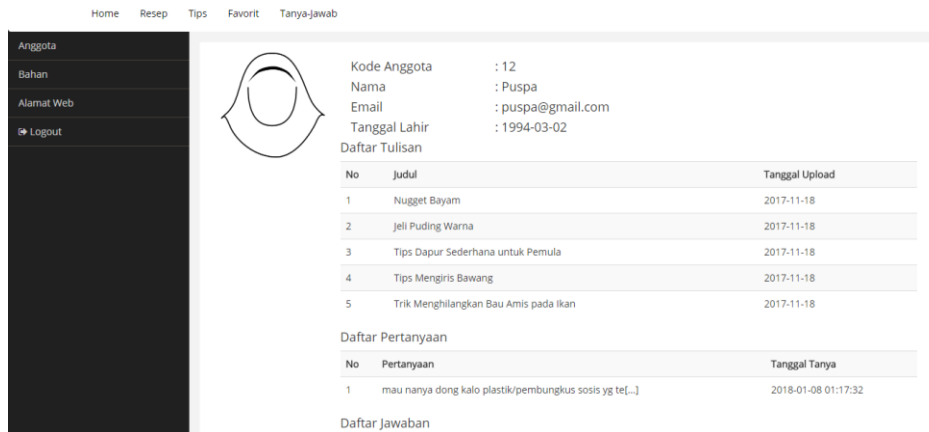 Home Resep Tips Favorit Tanya-Jawab
Anggota
Bahan
Alamat Web
Logout
Kode Anggota : 12
Nama : Puspa
Email : puspa@gmail.com
Tanggal Lahir : 1994-03-02
Daftar Tulisan
No Judul Tanggal Upload
1 Nugget Bayam 2017-11-18
2 Jeli Puding Warna 2017-11-18
3 Tips Dapur Sederhana untuk Pemula 2017-11-18
4 Tips Mengiris Bawang 2017-11-18
5 Trik Menghilangkan Bau Amis pada Ikan 2017-11-18
Daftar Pertanyaan
No Pertanyaan Tanggal Tanya
1 mau nanya dong kalo plastik/pembungkus sosis yg te[...] 2018-01-08 01:17:32
Daftar Jawaban